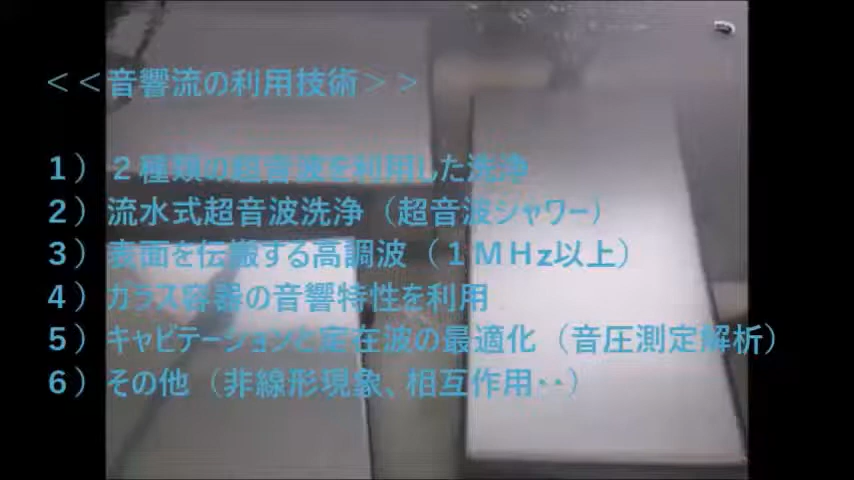 ＜＜音響流の利用技術＞＞
１）２種類の超音波を利用した洗浄
２）流水式超音波洗浄（超音波シャワー）
３）表面を伝搬する高調波（１ＭＨz以上）
４）ガラス容器の音響特性を利用
５）キャビテーションと定在波の最適化（音圧測定解析）
６）その他（非線形現象、相互作用‥）